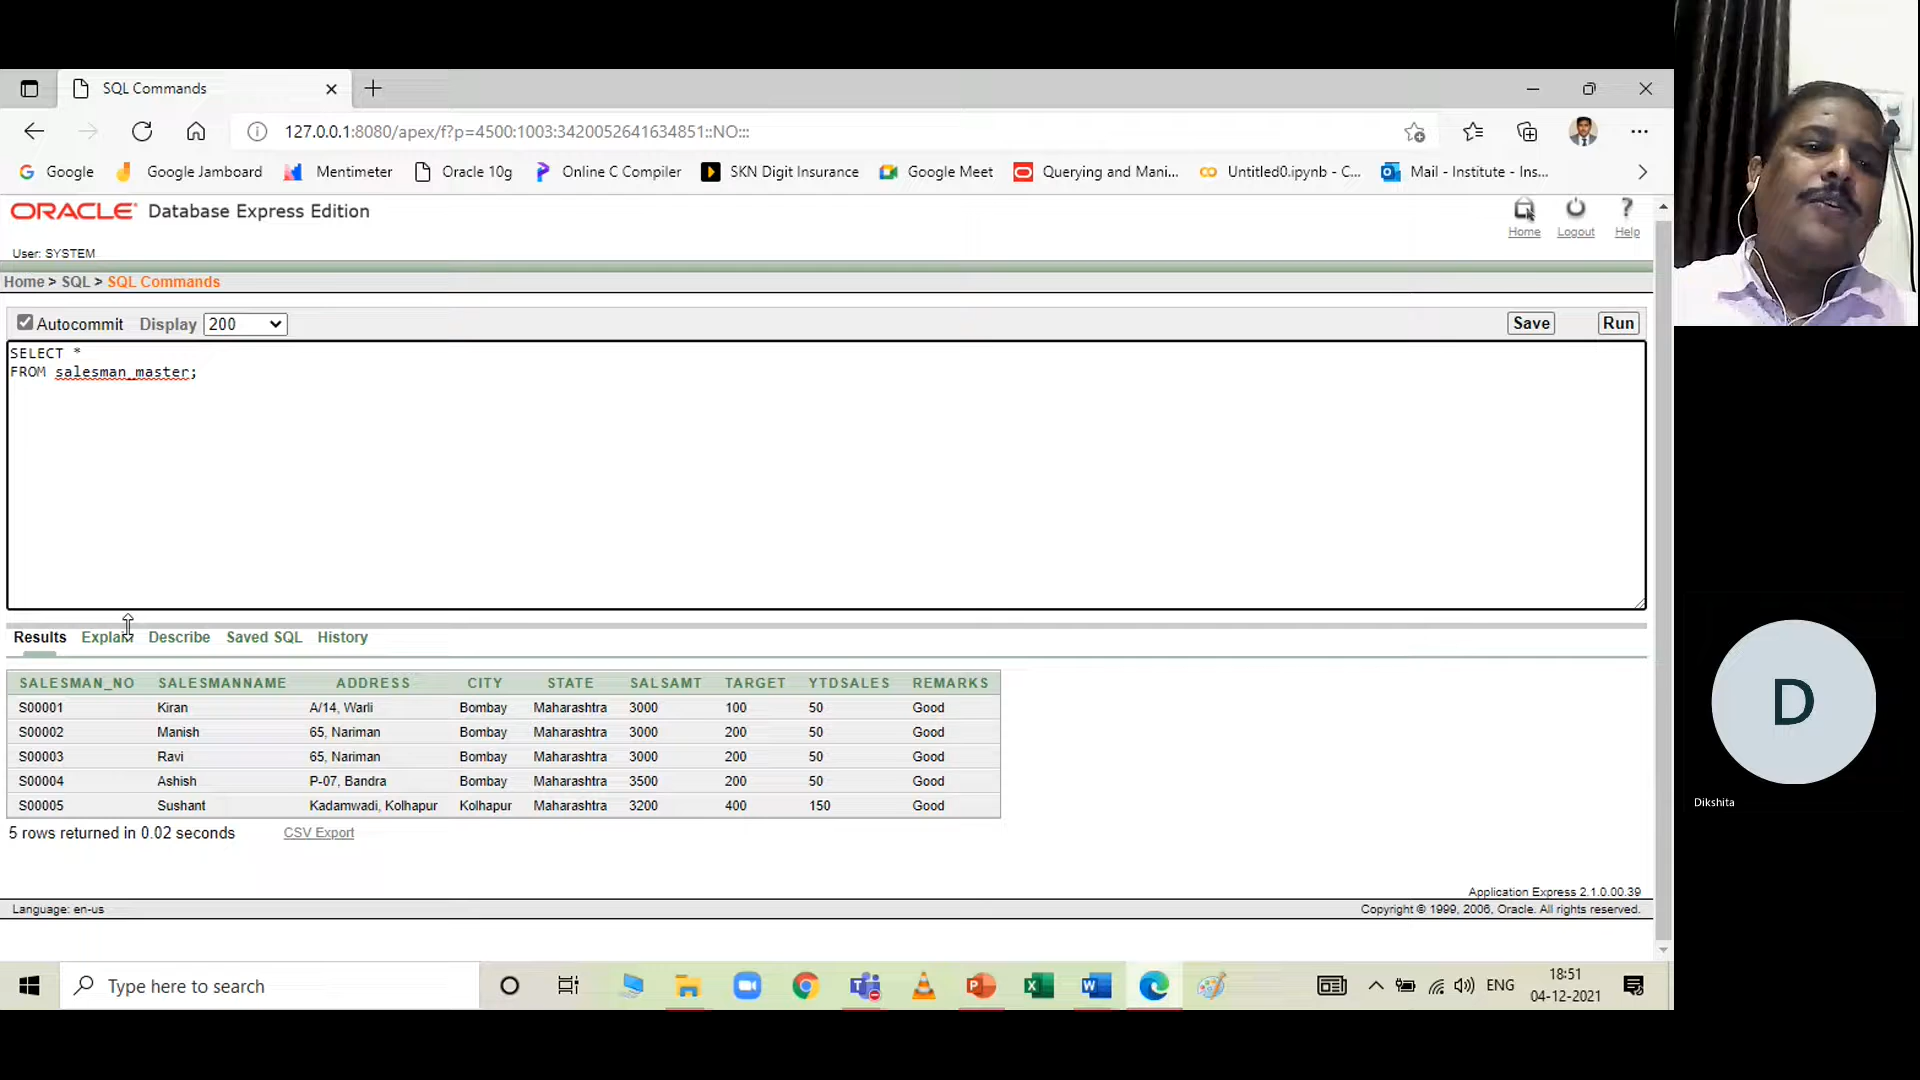 SQL Commands
127.0.0.1:8080/apex/f?p=4500:1003:3420052641634851::NO:::
Google Google Jamboard Mentimeter Oracle 10g Online C Compiler SKN Digit Insurance Google Meet Querying and Mani... Untitled0.ipynb - C... Mail - Institute - Ins...
ORACLE Database Express Edition
Home Logout Help
User: SYSTEM
Home > SQL > SQL Commands
Autocommit Display 200 Save Run
SELECT *
FROM salesman_master;
Results Explain Describe Saved SQL History
SALESMAN_NO SALESMANNAME ADDRESS CITY STATE SALSAMT TARGET YTDSALES REMARKS
S00001 Kiran A/14, Warli Bombay Maharashtra 3000 100 50 Good
S00002 Manish 65, Nariman Bombay Maharashtra 3000 200 50 Good
S00003 Ravi 65, Nariman Bombay Maharashtra 3000 200 50 Good
S00004 Ashish P-07, Bandra Bombay Maharashtra 3500 200 50 Good
S00005 Sushant Kadamwadi, Kolhapur Kolhapur Maharashtra 3200 400 150 Good
5 rows returned in 0.02 seconds CSV Export
Application Express 2.1.0.00.39
Language: en-us Copyright © 1999, 2006, Oracle. All rights reserved.
Type here to search
ENG
18:51
04-12-2021
D
Dikshita